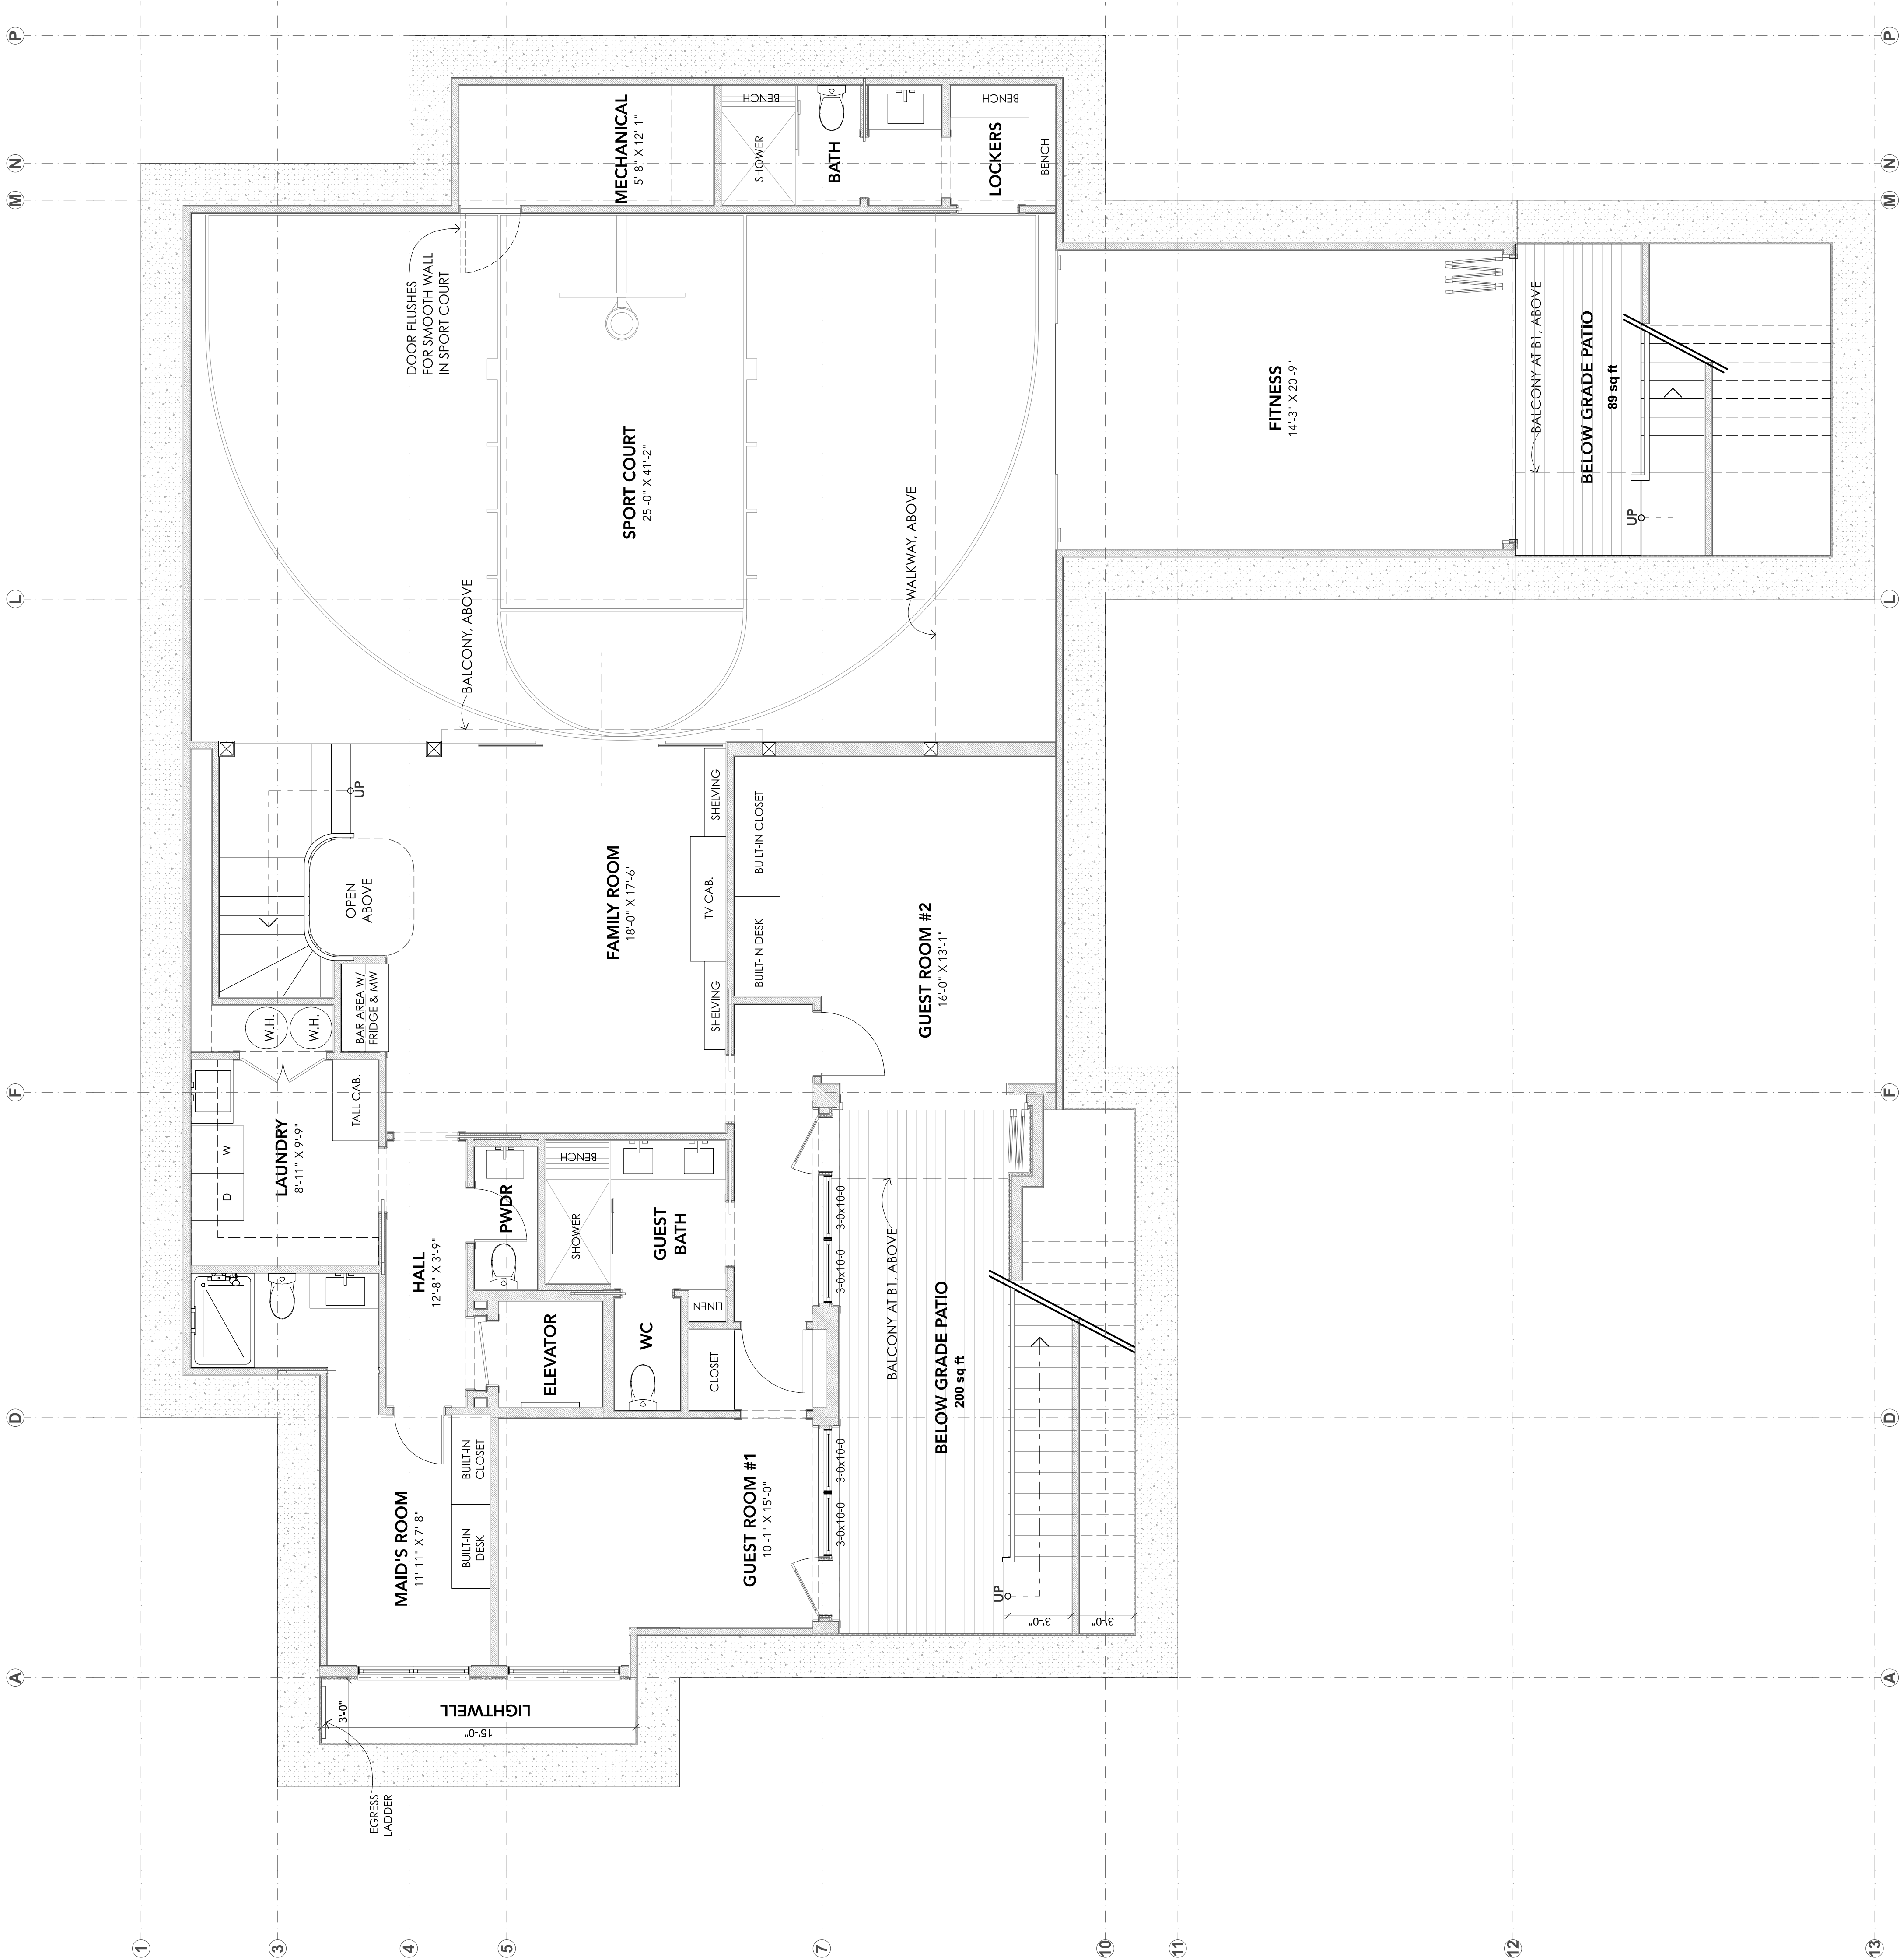 P
N
M
L
F
D
A
1
3
4
5
7
10
11
12
13
P
N
M
L
F
D
A
MECHANICAL
5'-8" X 12'-1"
BENCH
SHOWER
BATH
LOCKERS
BENCH
BENCH
DOOR FLUSHES
FOR SMOOTH WALL
IN SPORT COURT
SPORT COURT
25'-0" X 41'-2"
BALCONY, ABOVE
WALKWAY, ABOVE
FITNESS
14'-3" X 20'-9"
BALCONY AT B1, ABOVE
BELOW GRADE PATIO
89 sq ft
UP
UP
OPEN
ABOVE
BAR AREA W/
FRIDGE & MW
W.H.
W.H.
FAMILY ROOM
18'-0" X 17'-6"
SHELVING
TV CAB.
SHELVING
BUILT-IN CLOSET
BUILT-IN DESK
GUEST ROOM #2
16'-0" X 13'-1"
TALL CAB.
LAUNDRY
8'-11" X 9'-9"
W
D
HALL
12'-8" X 3'-9"
PWDR
BENCH
SHOWER
GUEST
BATH
ELEVATOR
WC
LINEN
CLOSET
3-0x10-0
3-0x10-0
3-0x10-0
3-0x10-0
BALCONY AT B1, ABOVE
BELOW GRADE PATIO
200 sq ft
UP
3'-0"
3'-0"
MAID'S ROOM
11'-11" X 7'-8"
BUILT-IN
CLOSET
BUILT-IN
DESK
GUEST ROOM #1
10'-1" X 15'-0"
LIGHTWELL
3'-0"
15'-0"
EGRESS
LADDER